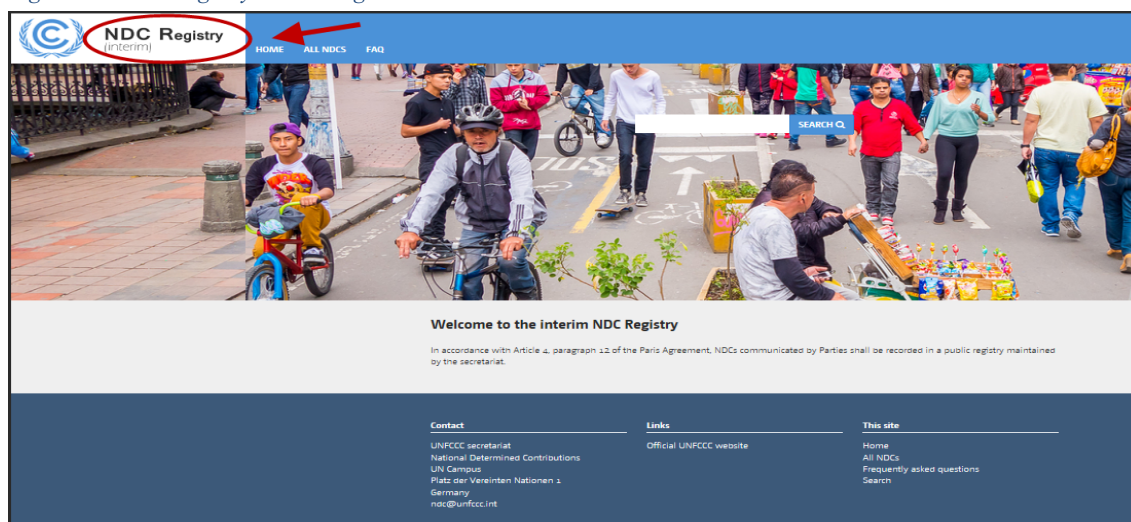 NDC Registry
(interim)
HOME ALL NDCS FAQ
SEARCH
Welcome to the interim NDC Registry
In accordance with Article 4, paragraph 12 of the Paris Agreement, NDCs communicated by Parties shall be recorded in a public registry maintained
by the secretariat.
Contact
UNFCCC secretariat
National Determined Contributions
UN Campus
Platz der Vereinten Nationen 1
Germany
ndc@unfccc.int
Links
Official UNFCCC website
This site
Home
All NDCs
Frequently asked questions
Search